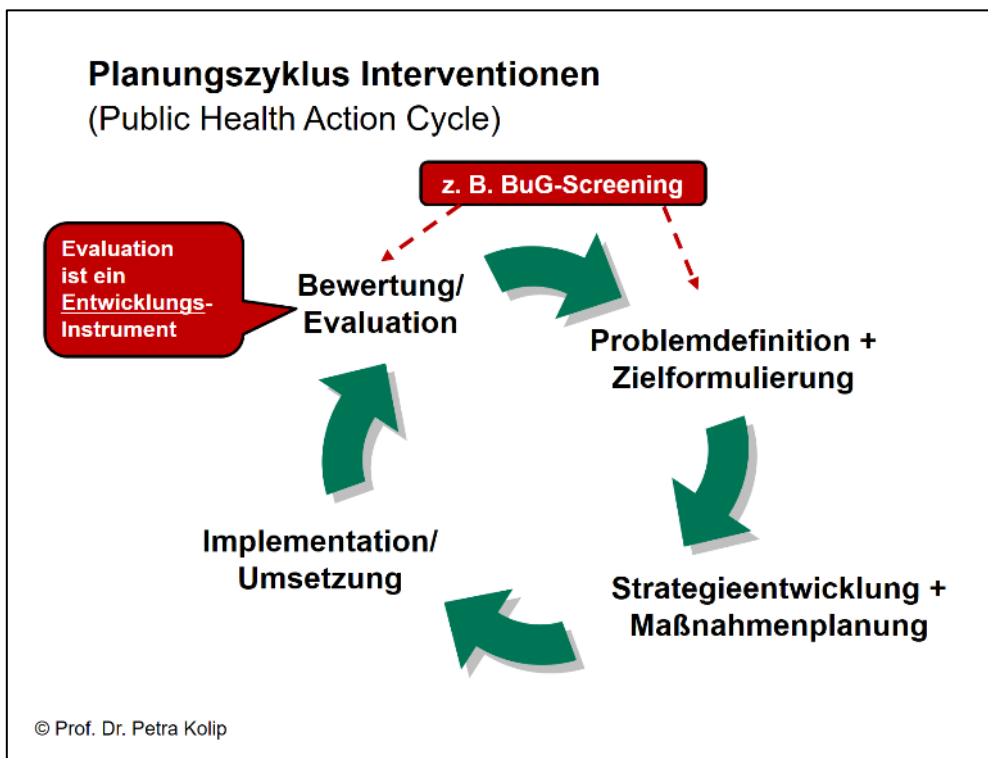 Planungszyklus Interventionen
(Public Health Action Cycle)
z. B. BuG-Screening
Evaluation
ist ein
Entwicklungs-
Instrument
Bewertung/
Evaluation
Problemdefinition +
Zielformulierung
Implementation/
Umsetzung
Strategieentwicklung +
Maßnahmenplanung
© Prof. Dr. Petra Kolip